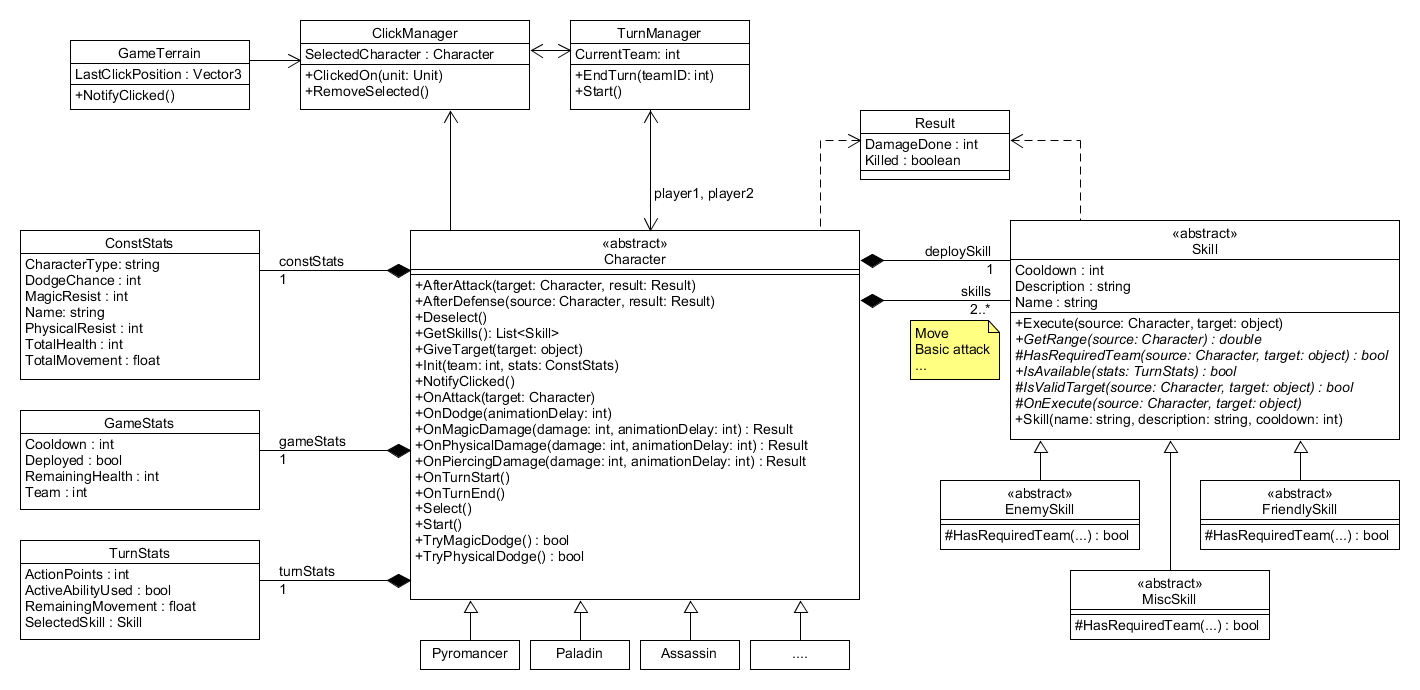 GameTerrain
LastClickPosition : Vector3
+NotifyClicked()
ClickManager
SelectedCharacter : Character
+ClickedOn(unit: Unit)
+RemoveSelected()
TurnManager
CurrentTeam: int
+EndTurn(teamID: int)
+Start()
player1, player2
Result
DamageDone : int
Killed : boolean
ConstStats
CharacterType: string
DodgeChance : int
MagicResist : int
Name: string
PhysicalResist : int
TotalHealth : int
TotalMovement : float
constStats
1
GameStats
Cooldown : int
Deployed : bool
RemainingHealth : int
Team : int
gameStats
1
TurnStats
ActionPoints : int
ActiveAbilityUsed : bool
RemainingMovement : float
SelectedSkill : Skill
turnStats
1
«abstract»
Character
+AfterAttack(target: Character, result: Result)
+AfterDefense(source: Character, result: Result)
+Deselect()
+GetSkills(): List<Skill>
+GiveTarget(target: object)
+Init(team: int, stats: ConstStats)
+NotifyClicked()
+OnAttack(target: Character)
+OnDodge(animationDelay: int)
+OnMagicDamage(damage: int, animationDelay: int) : Result
+OnPhysicalDamage(damage: int, animationDelay: int) : Result
+OnPiercingDamage(damage: int, animationDelay: int) : Result
+OnTurnStart()
+OnTurnEnd()
+Select()
+Start()
+TryMagicDodge() : bool
+TryPhysicalDodge() : bool
Pyromancer
Paladin
Assassin
....
deploySkill
1
skills
2..*
Move
Basic attack
...
«abstract»
Skill
Cooldown : int
Description : string
Name : string
+Execute(source: Character, target: object)
+GetRange(source: Character) : double
#HasRequiredTeam(source: Character, target: object) : bool
+IsAvailable(stats: TurnStats) : bool
#IsValidTarget(source: Character, target: object) : bool
#OnExecute(source: Character, target: object)
+Skill(name: string, description: string, cooldown: int)
«abstract»
EnemySkill
#HasRequiredTeam(...) : bool
«abstract»
FriendlySkill
#HasRequiredTeam(...) : bool
«abstract»
MiscSkill
#HasRequiredTeam(...) : bool